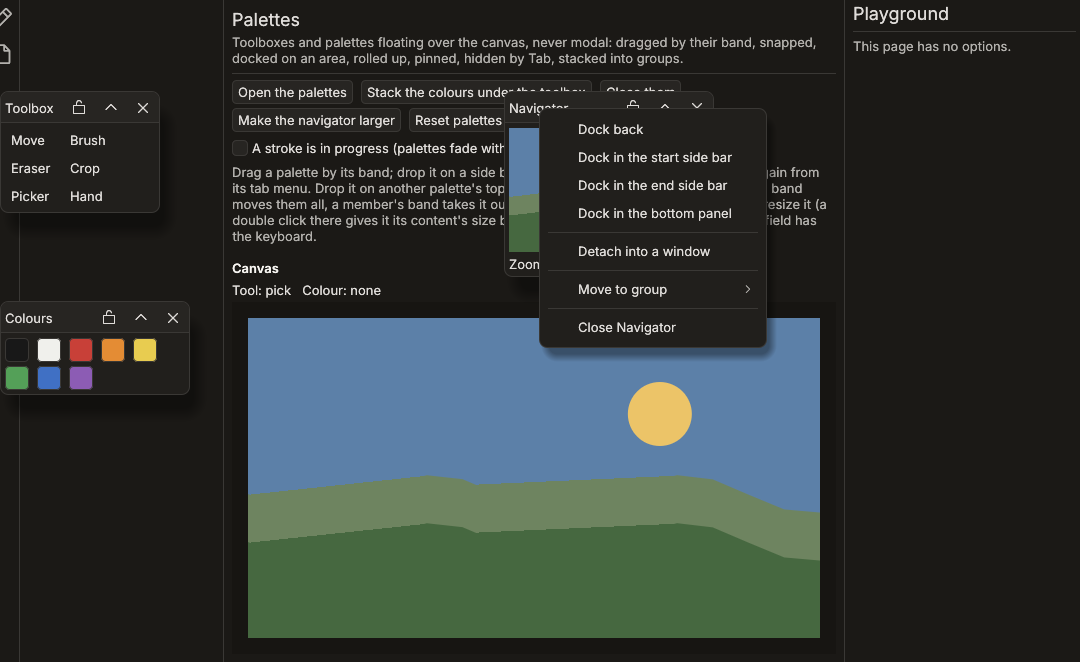 Palettes
Toolboxes and palettes floating over the canvas, never modal: dragged by their band, snapped,
docked on an area, rolled up, pinned, hidden by Tab, stacked into groups.
Open the palettes
Stack the colours under the toolbox
Close them
Make the navigator larger
Reset palettes
A stroke is in progress (palettes fade with
Drag a palette by its band; drop it on a side b
gain from
its tab menu. Drop it on another palette's top
band
moves them all, a member's band takes it ou
resize it (a
double click there gives it its content's size b
field has
the keyboard.
Canvas
Tool: pick Colour: none
Toolbox
Move Brush
Eraser Crop
Picker Hand
Colours
Navigator
Zoom
Dock back
Dock in the start side bar
Dock in the end side bar
Dock in the bottom panel
Detach into a window
Move to group
Close Navigator
Playground
This page has no options.